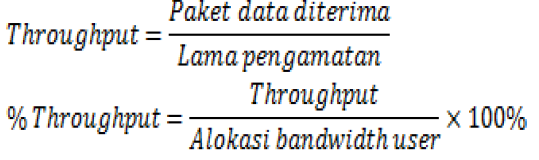 Throughput = Paket data diterima / Lama pengamatan
% Throughput = Throughput / Alokasi bandwidth user × 100%